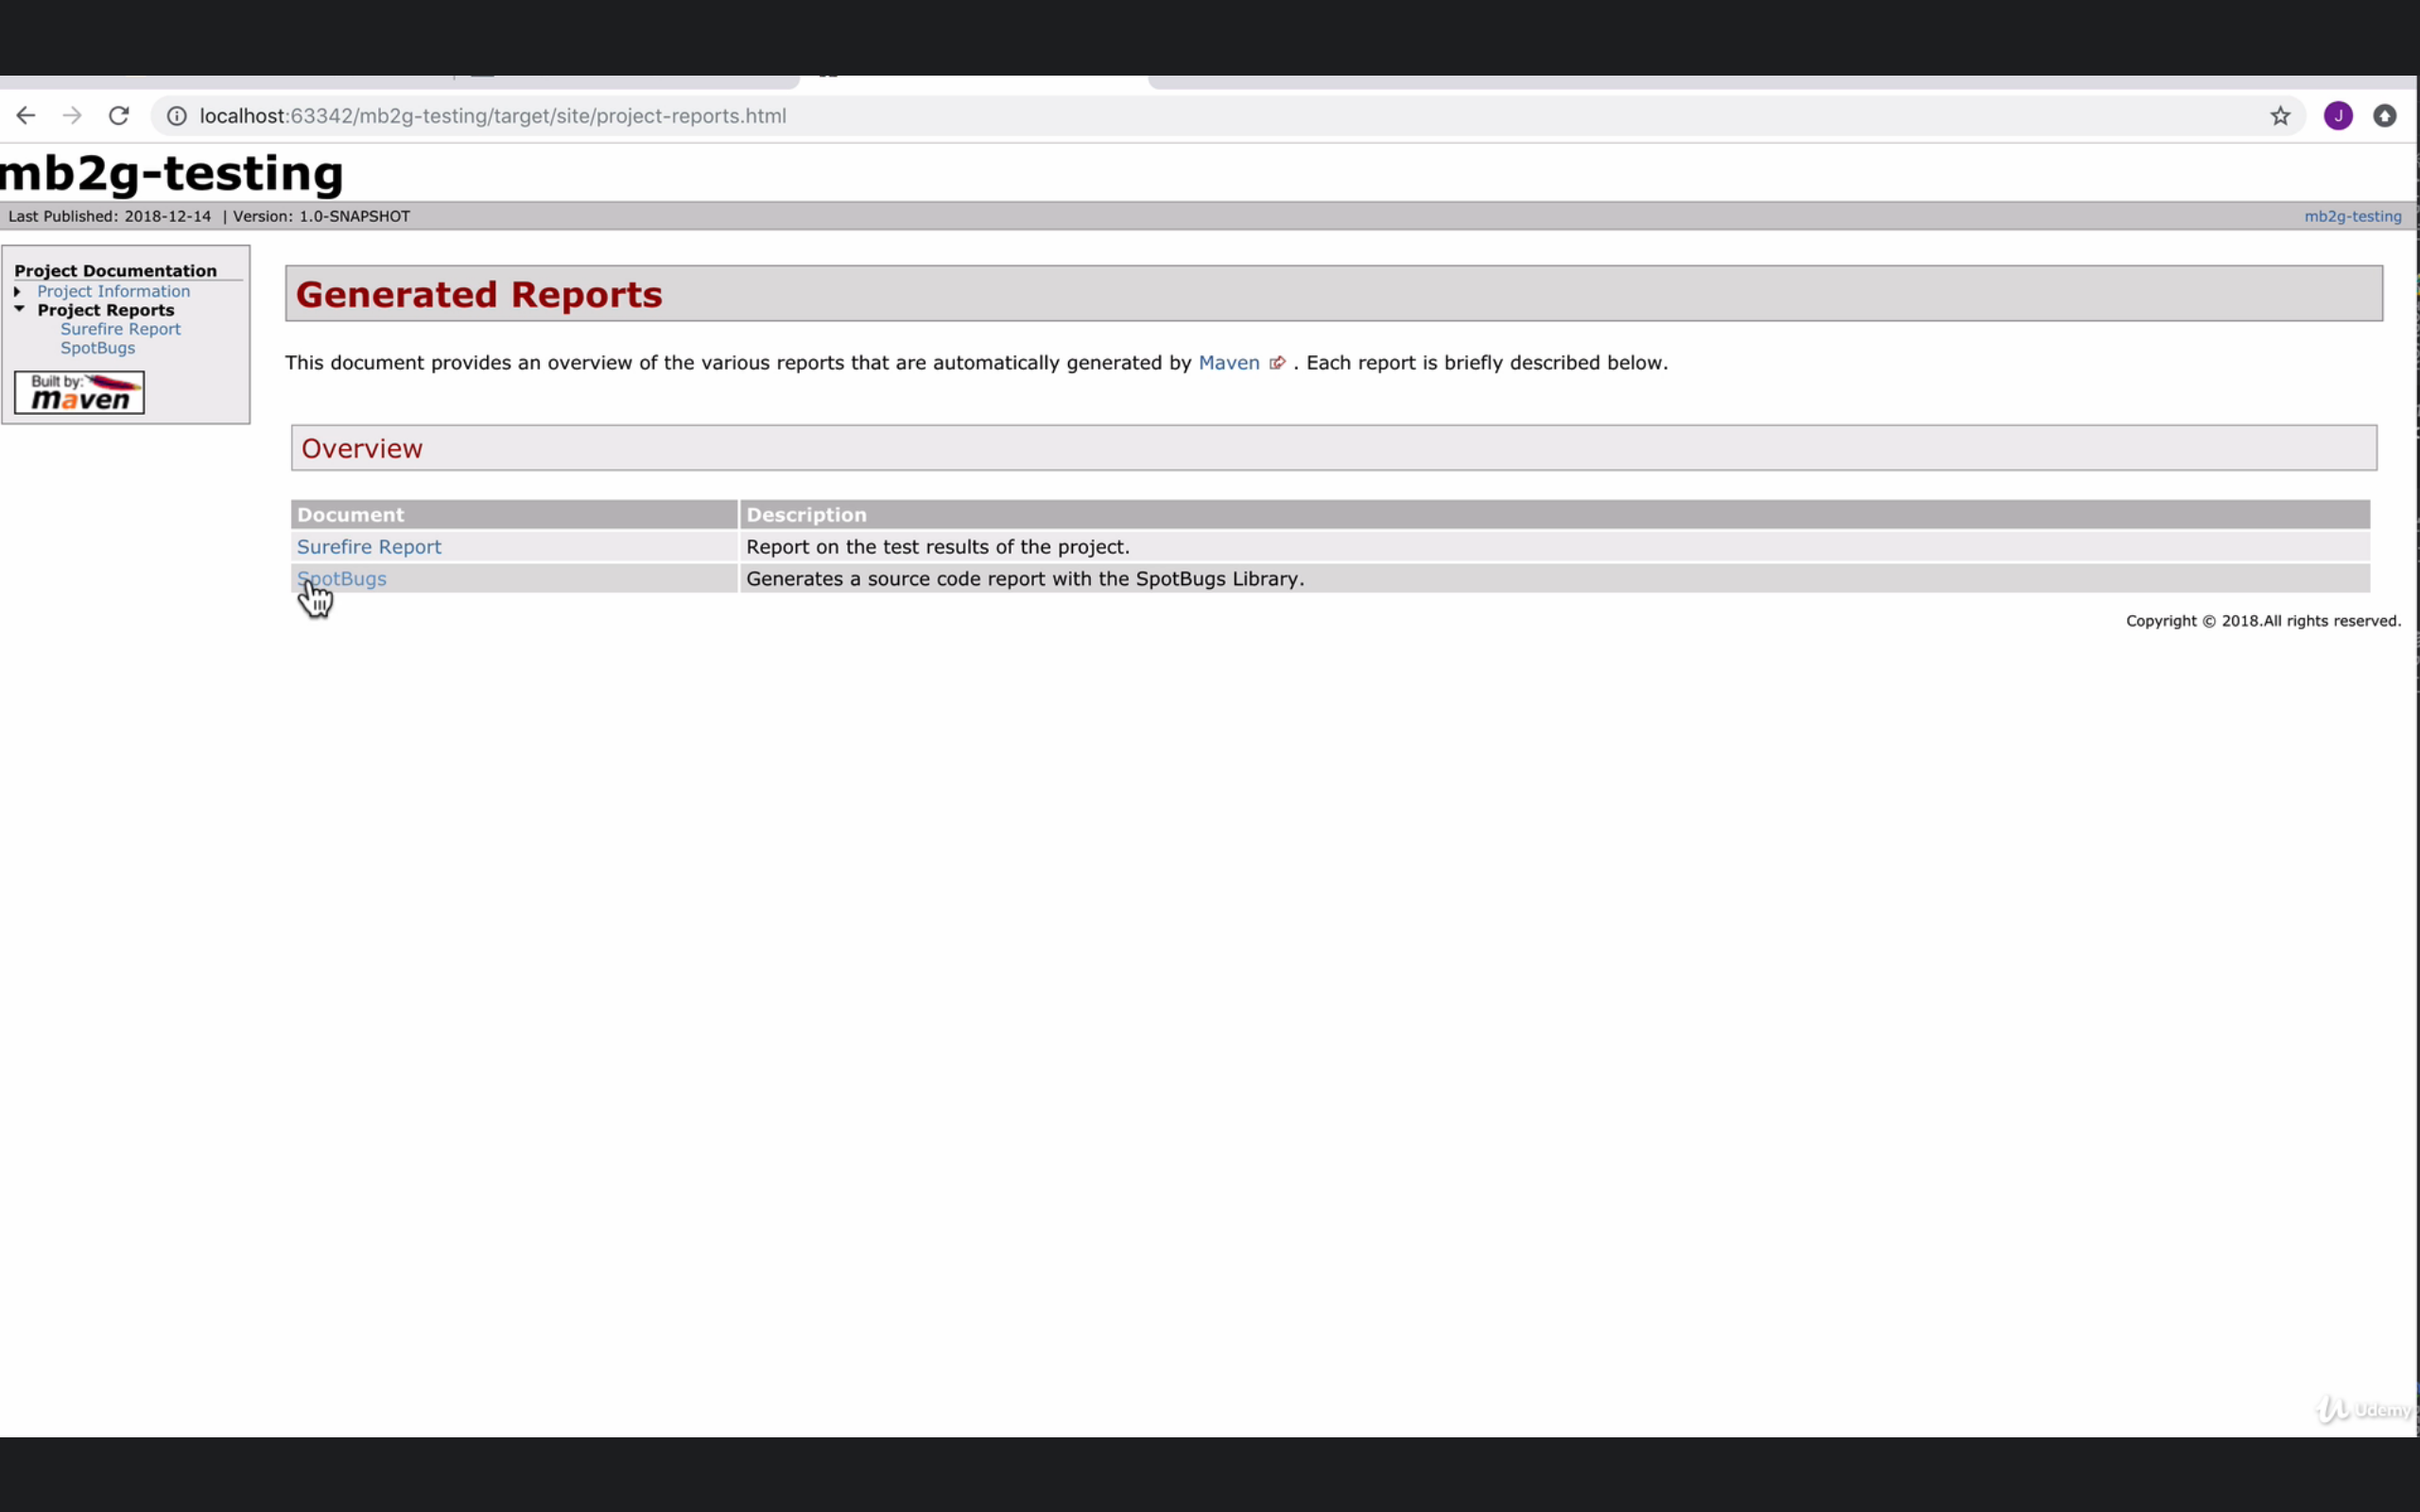 localhost:63342/mb2g-testing/target/site/project-reports.html
J
mb2g-testing
Last Published: 2018-12-14 | Version: 1.0-SNAPSHOT
mb2g-testing
Project Documentation
Project Information
Project Reports
Surefire Report
SpotBugs
Built by:
maven
Generated Reports
This document provides an overview of the various reports that are automatically generated by Maven . Each report is briefly described below.
Overview
Document Description
Surefire Report Report on the test results of the project.
SpotBugs Generates a source code report with the SpotBugs Library.
Copyright © 2018.All rights reserved.
Udemy